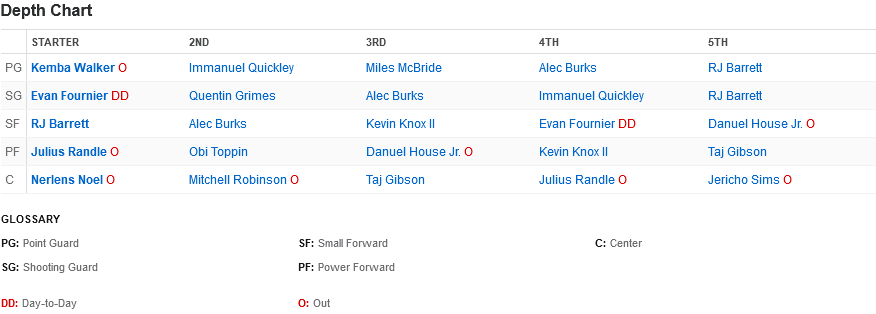 Depth Chart
STARTER 2ND 3RD 4TH 5TH
PG Kemba Walker O Immanuel Quickley Miles McBride Alec Burks RJ Barrett
SG Evan Fournier DD Quentin Grimes Alec Burks Immanuel Quickley RJ Barrett
SF RJ Barrett Alec Burks Kevin Knox II Evan Fournier DD Danuel House Jr. O
PF Julius Randle O Obi Toppin Danuel House Jr. O Kevin Knox II Taj Gibson
C Nerlens Noel O Mitchell Robinson O Taj Gibson Julius Randle O Jericho Sims O
GLOSSARY
PG: Point Guard SF: Small Forward C: Center
SG: Shooting Guard PF: Power Forward
DD: Day-to-Day O: Out